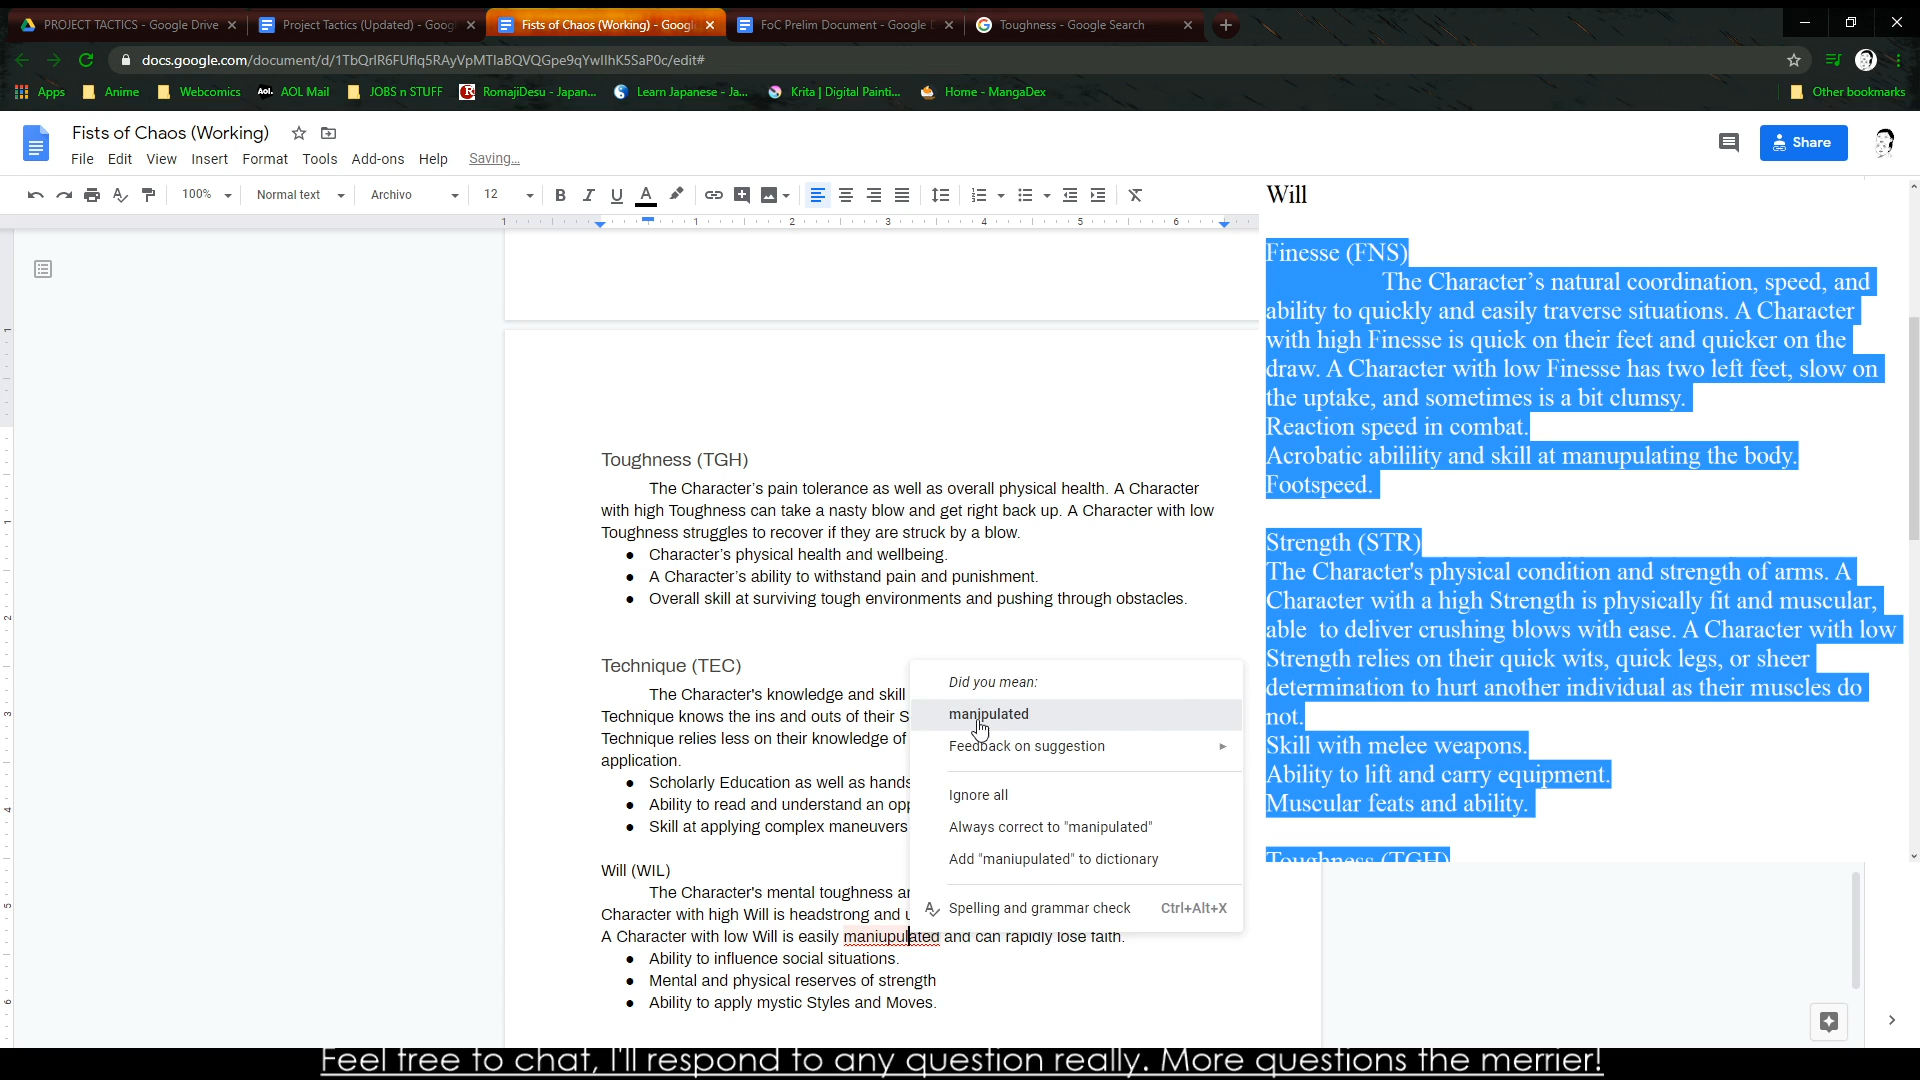 PROJECT TACTICS - Google Drive
Project Tactics (Updated) - Goog
Fists of Chaos (Working) - Googl
FoC Prelim Document - Google D
Toughness - Google Search
docs.google.com/document/d/1TbQrIR6FUflq5RAyVpMTlaBQVQGpe9qYwIlhK5SaP0c/edit#
Apps
Anime
Webcomics
Aol.
AOL Mail
JOBS n STUFF
RomajiDesu - Japan...
Learn Japanese - Ja...
Krita | Digital Painti...
Home - MangaDex
Other bookmarks
Fists of Chaos (Working)
File Edit View Insert Format Tools Add-ons Help Saving...
Share
100% Normal text Archivo 12
Toughness (TGH)
The Character's pain tolerance as well as overall physical health. A Character
with high Toughness can take a nasty blow and get right back up. A Character with low
Toughness struggles to recover if they are struck by a blow.
● Character's physical health and wellbeing.
● A Character's ability to withstand pain and punishment.
● Overall skill at surviving tough environments and pushing through obstacles.
Technique (TEC)
The Character's knowledge and skill
Technique knows the ins and outs of their S
Technique relies less on their knowledge of
application.
● Scholarly Education as well as hands
● Ability to read and understand an opp
● Skill at applying complex maneuvers
Will (WIL)
The Character's mental toughness an
Character with high Will is headstrong and u
A Character with low Will is easily maniupulated and can rapidly lose faith.
● Ability to influence social situations.
● Mental and physical reserves of strength
● Ability to apply mystic Styles and Moves.
Did you mean:
manipulated
Feedback on suggestion
Ignore all
Always correct to "manipulated"
Add "maniupulated" to dictionary
Spelling and grammar check Ctrl+Alt+X
Will
Finesse (FNS)
The Character's natural coordination, speed, and
ability to quickly and easily traverse situations. A Character
with high Finesse is quick on their feet and quicker on the
draw. A Character with low Finesse has two left feet, slow on
the uptake, and sometimes is a bit clumsy.
Reaction speed in combat.
Acrobatic abilility and skill at manupulating the body.
Footspeed.
Strength (STR)
The Character's physical condition and strength of arms. A
Character with a high Strength is physically fit and muscular,
able to deliver crushing blows with ease. A Character with low
Strength relies on their quick wits, quick legs, or sheer
determination to hurt another individual as their muscles do
not.
Skill with melee weapons.
Ability to lift and carry equipment.
Muscular feats and ability.
Toughness (TGH)
Feel free to chat, I'll respond to any question really. More questions the merrier!